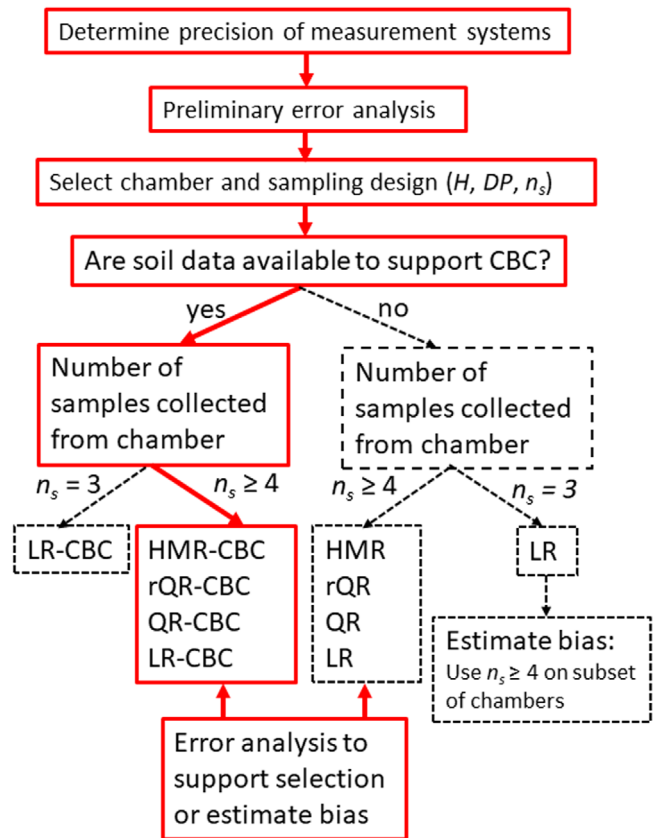 Determine precision of measurement systems
Preliminary error analysis
Select chamber and sampling design (H, DP, nₛ)
Are soil data available to support CBC?
yes
no
Number of
samples collected
from chamber
Number of
samples collected
from chamber
nₛ = 3
nₛ ≥ 4
nₛ ≥ 4
nₛ = 3
LR-CBC
HMR-CBC
rQR-CBC
QR-CBC
LR-CBC
HMR
rQR
QR
LR
LR
Estimate bias:
Use nₛ ≥ 4 on subset
of chambers
Error analysis to
support selection
or estimate bias